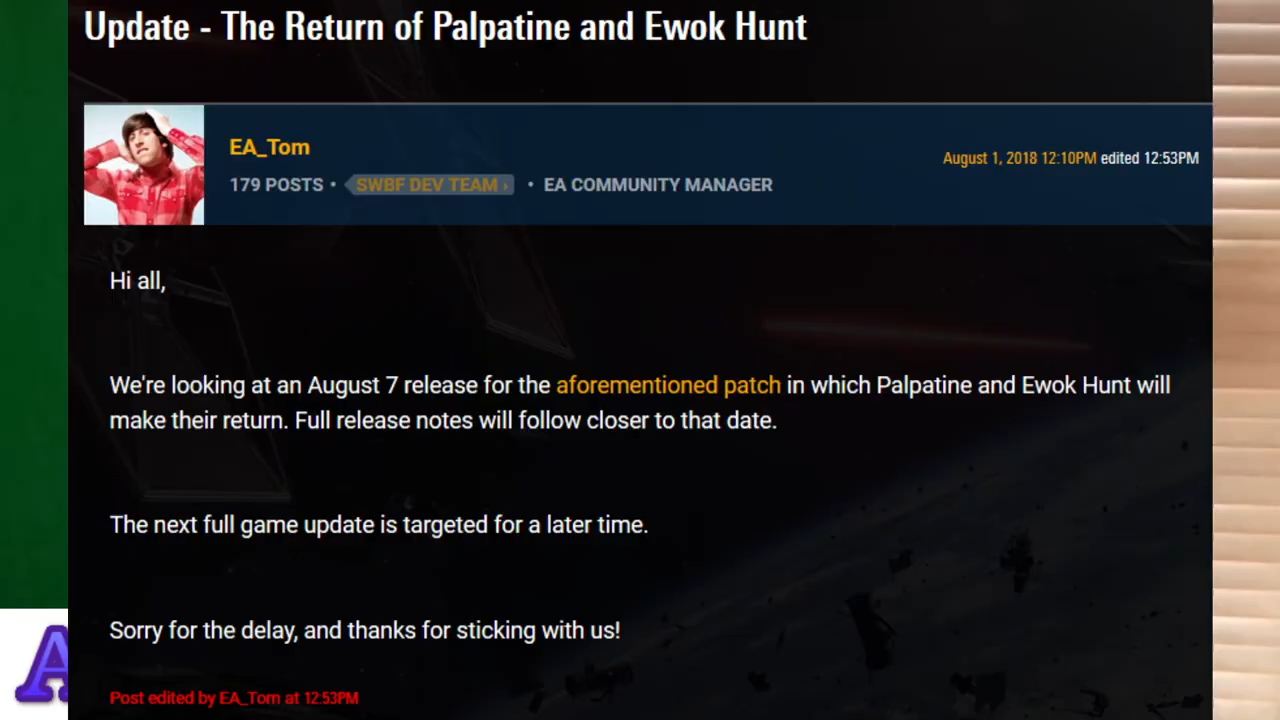 Update - The Return of Palpatine and Ewok Hunt
EA_Tom
August 1, 2018 12:10PM edited 12:53PM
179 POSTS • SWBF DEV TEAM › • EA COMMUNITY MANAGER
Hi all,
We're looking at an August 7 release for the aforementioned patch in which Palpatine and Ewok Hunt will
make their return. Full release notes will follow closer to that date.
The next full game update is targeted for a later time.
Sorry for the delay, and thanks for sticking with us!
Post edited by EA_Tom at 12:53PM
A